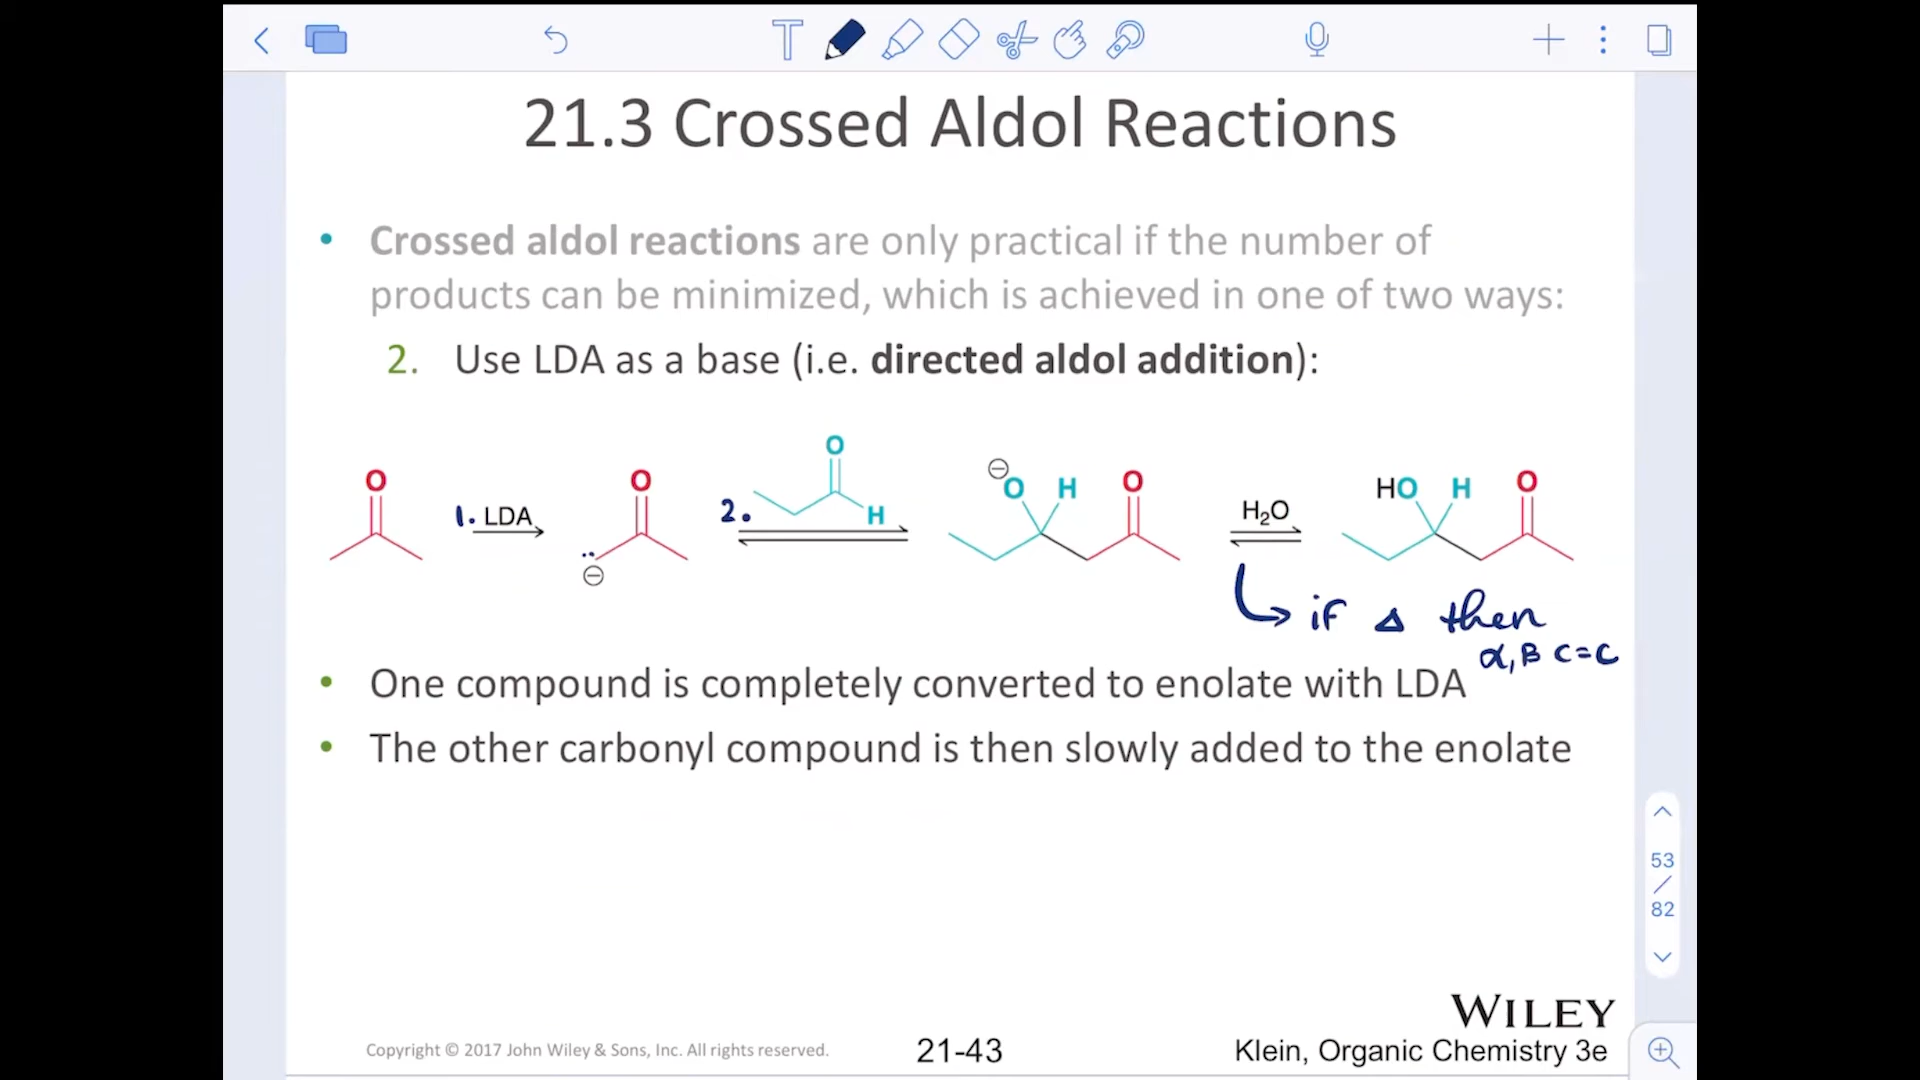 21.3 Crossed Aldol Reactions
• Crossed aldol reactions are only practical if the number of
products can be minimized, which is achieved in one of two ways:
2. Use LDA as a base (i.e. directed aldol addition):
O
1. LDA
O
⊖
2.
O
H
⊖
O H O
H₂O
HO H O
if Δ then
α, β C=C
• One compound is completely converted to enolate with LDA
• The other carbonyl compound is then slowly added to the enolate
53
/
82
WILEY
Copyright © 2017 John Wiley & Sons, Inc. All rights reserved.
21-43
Klein, Organic Chemistry 3e